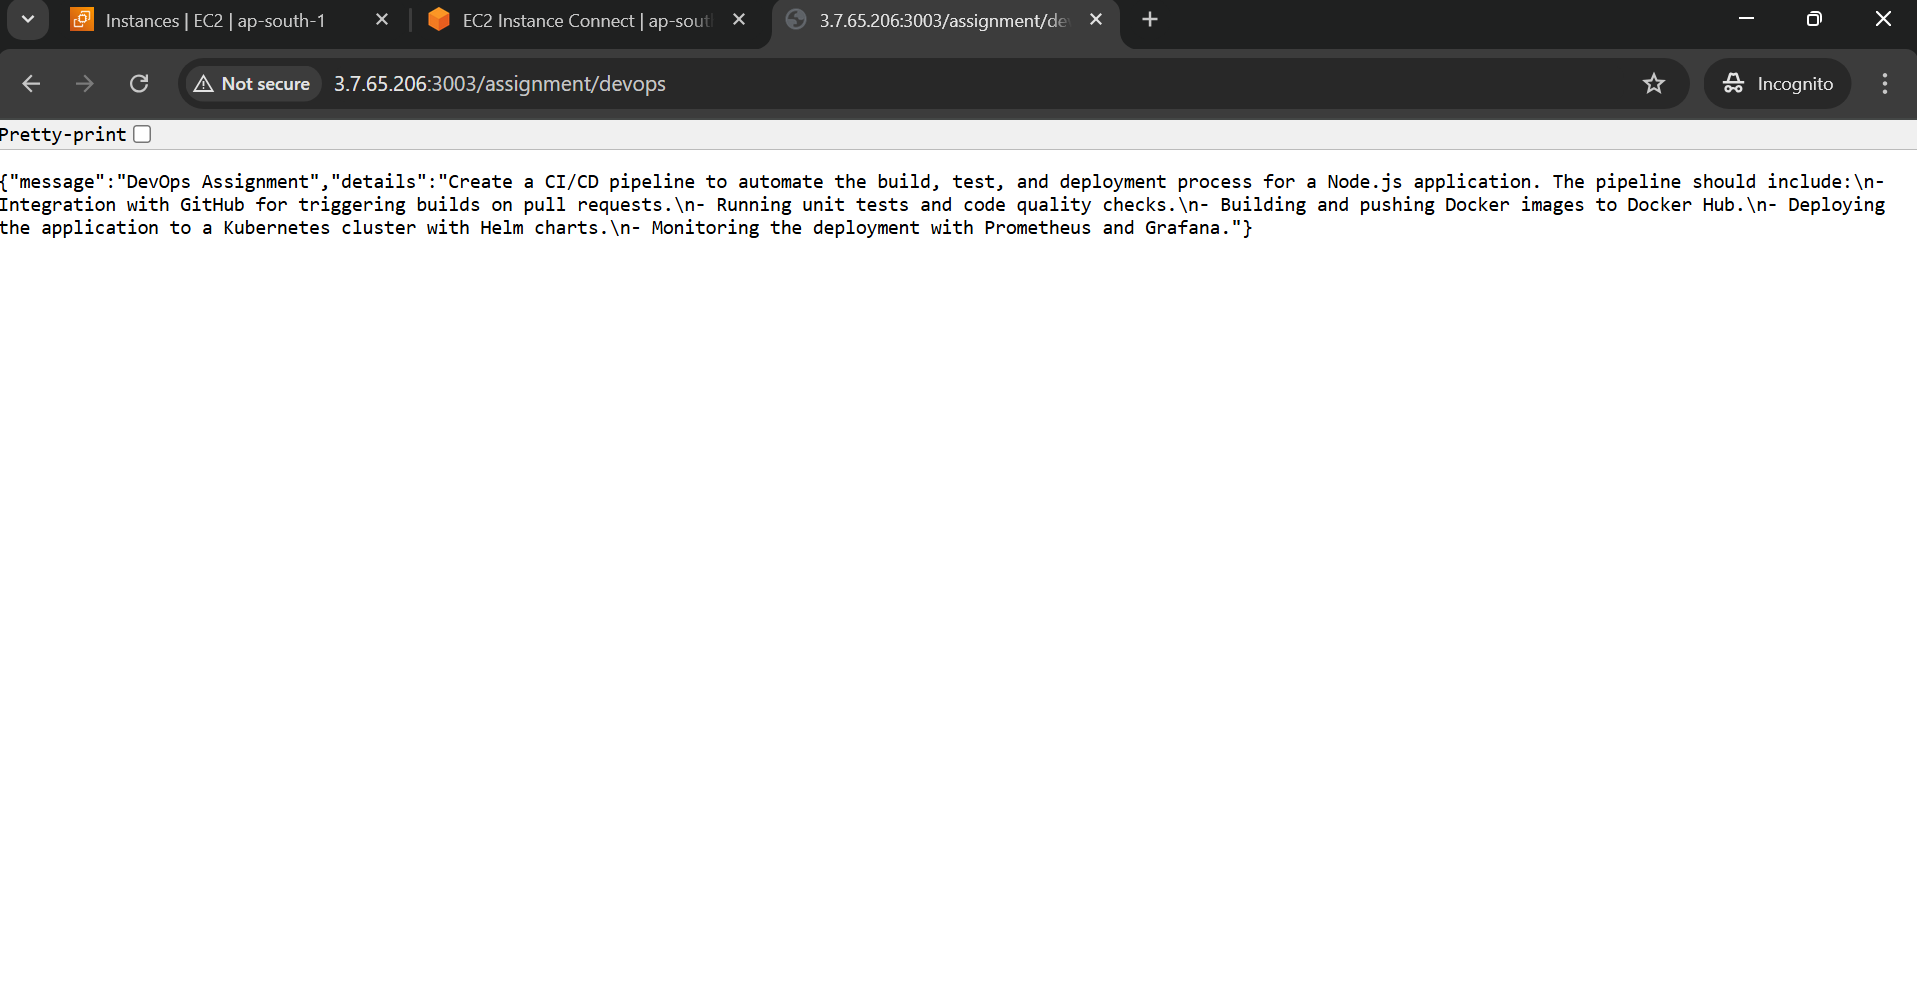 Instances | EC2 | ap-south-1
EC2 Instance Connect | ap-sout
3.7.65.206:3003/assignment/de
Not secure
3.7.65.206:3003/assignment/devops
Incognito
Pretty-print
{"message":"DevOps Assignment","details":"Create a CI/CD pipeline to automate the build, test, and deployment process for a Node.js application. The pipeline should include:\n-
Integration with GitHub for triggering builds on pull requests.\n- Running unit tests and code quality checks.\n- Building and pushing Docker images to Docker Hub.\n- Deploying
the application to a Kubernetes cluster with Helm charts.\n- Monitoring the deployment with Prometheus and Grafana."}